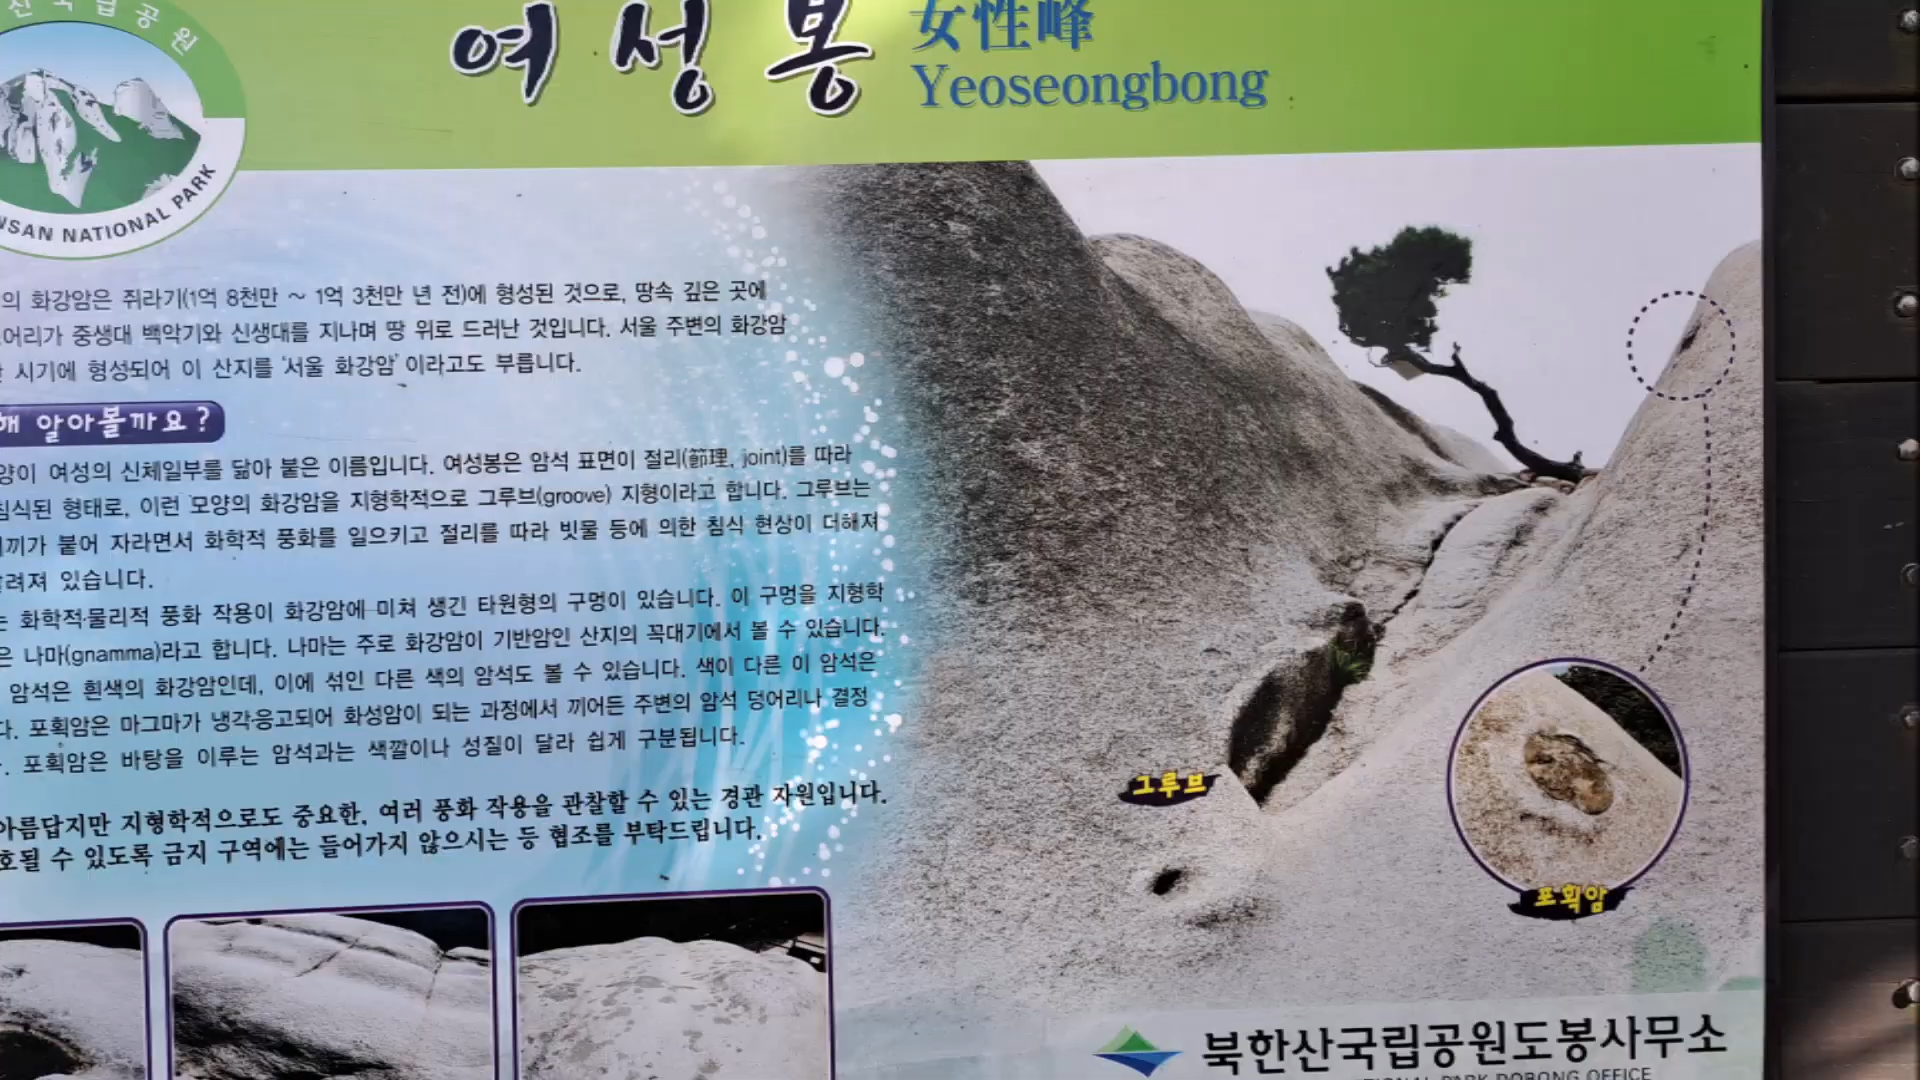 산국립공원
여성봉 女性峰
Yeoseongbong
NSAN NATIONAL PARK
의 화강암은 쥐라기(1억 8천만 ~ 1억 3천만 년 전)에 형성된 것으로, 땅속 깊은 곳에
어리가 중생대 백악기와 신생대를 지나며 땅 위로 드러난 것입니다. 서울 주변의 화강암
시기에 형성되어 이 산지를 '서울 화강암' 이라고도 부릅니다.
해 알아볼까요?
양이 여성의 신체일부를 닮아 붙은 이름입니다. 여성봉은 암석 표면이 절리(節理, joint)를 따라
침식된 형태로, 이런 모양의 화강암을 지형학적으로 그루브(groove) 지형이라고 합니다. 그루브는
이끼가 붙어 자라면서 화학적 풍화를 일으키고 절리를 따라 빗물 등에 의한 침식 현상이 더해져
알려져 있습니다.
는 화학적·물리적 풍화 작용이 화강암에 미쳐 생긴 타원형의 구멍이 있습니다. 이 구멍을 지형학
은 나마(gnamma)라고 합니다. 나마는 주로 화강암이 기반암인 산지의 꼭대기에서 볼 수 있습니다.
암석은 흰색의 화강암인데, 이에 섞인 다른 색의 암석도 볼 수 있습니다. 색이 다른 이 암석은
다. 포획암은 마그마가 냉각응고되어 화성암이 되는 과정에서 끼어든 주변의 암석 덩어리나 결정
. 포획암은 바탕을 이루는 암석과는 색깔이나 성질이 달라 쉽게 구분됩니다.
아름답지만 지형학적으로도 중요한, 여러 풍화 작용을 관찰할 수 있는 경관 자원입니다.
호될 수 있도록 금지 구역에는 들어가지 않으시는 등 협조를 부탁드립니다.
그루브
포획암
북한산국립공원도봉사무소
TIONAL PARK DOBONG OFFICE